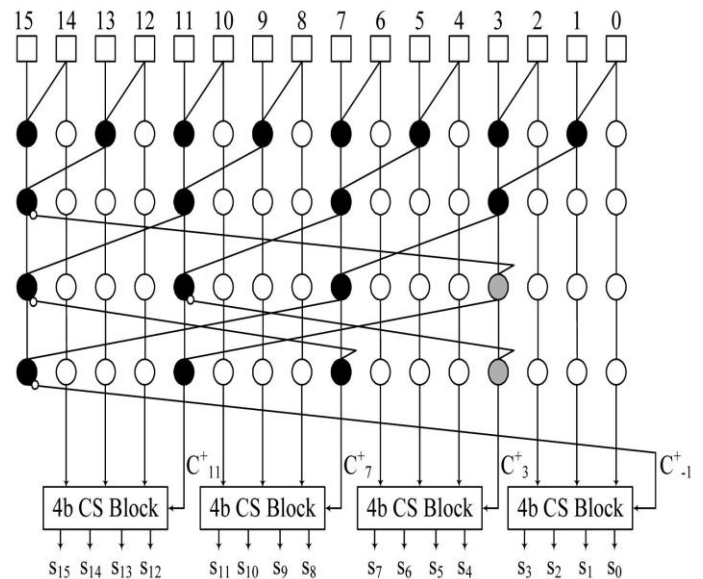 15 14 13 12 11 10 9 8 7 6 5 4 3 2 1 0
C⁺₁₁ C⁺₇ C⁺₃ C⁺₋₁
4b CS Block 4b CS Block 4b CS Block 4b CS Block
s₁₅ s₁₄ s₁₃ s₁₂ s₁₁ s₁₀ s₉ s₈ s₇ s₆ s₅ s₄ s₃ s₂ s₁ s₀